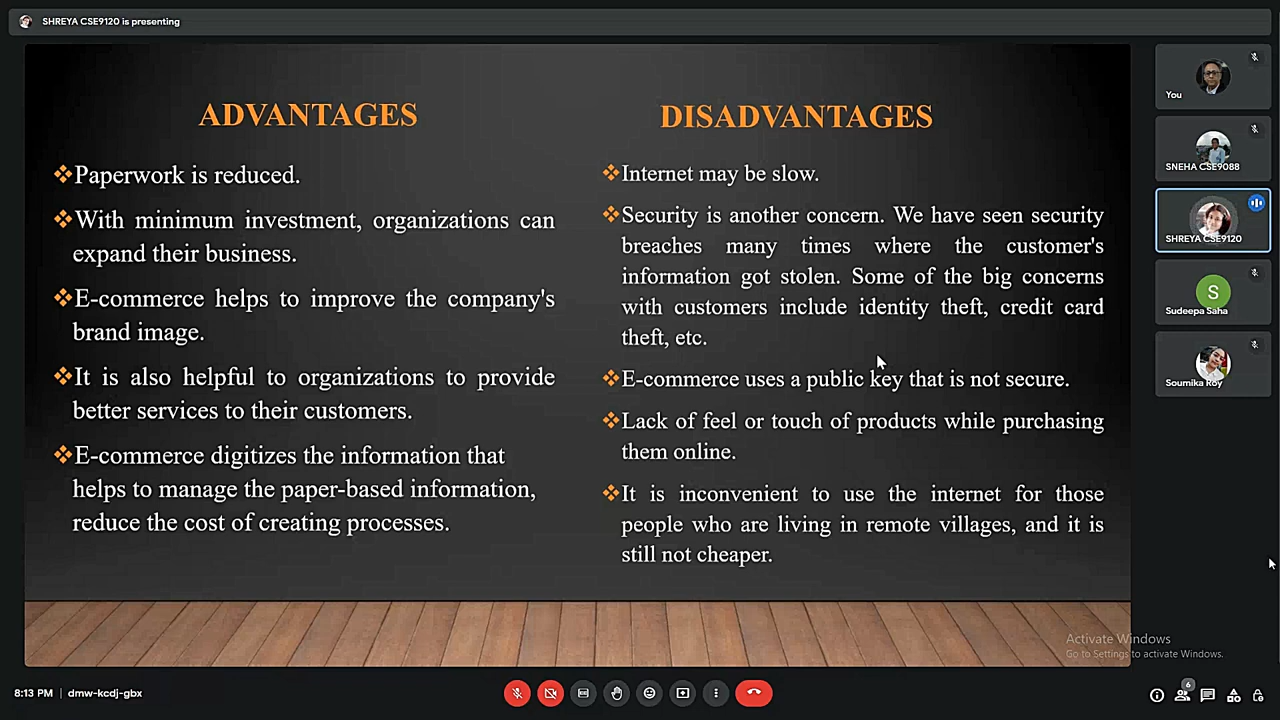 SHREYA CSE9120 is presenting
ADVANTAGES
Paperwork is reduced.
With minimum investment, organizations can
expand their business.
E-commerce helps to improve the company's
brand image.
It is also helpful to organizations to provide
better services to their customers.
E-commerce digitizes the information that
helps to manage the paper-based information,
reduce the cost of creating processes.
DISADVANTAGES
Internet may be slow.
Security is another concern. We have seen security
breaches many times where the customer's
information got stolen. Some of the big concerns
with customers include identity theft, credit card
theft, etc.
E-commerce uses a public key that is not secure.
Lack of feel or touch of products while purchasing
them online.
It is inconvenient to use the internet for those
people who are living in remote villages, and it is
still not cheaper.
You
SNEHA CSE9088
SHREYA CSE9120
S
Sudeepa Saha
Soumika Roy
Activate Windows
Go to Settings to activate Windows.
8:13 PM | dmw-kcdj-gbx
6